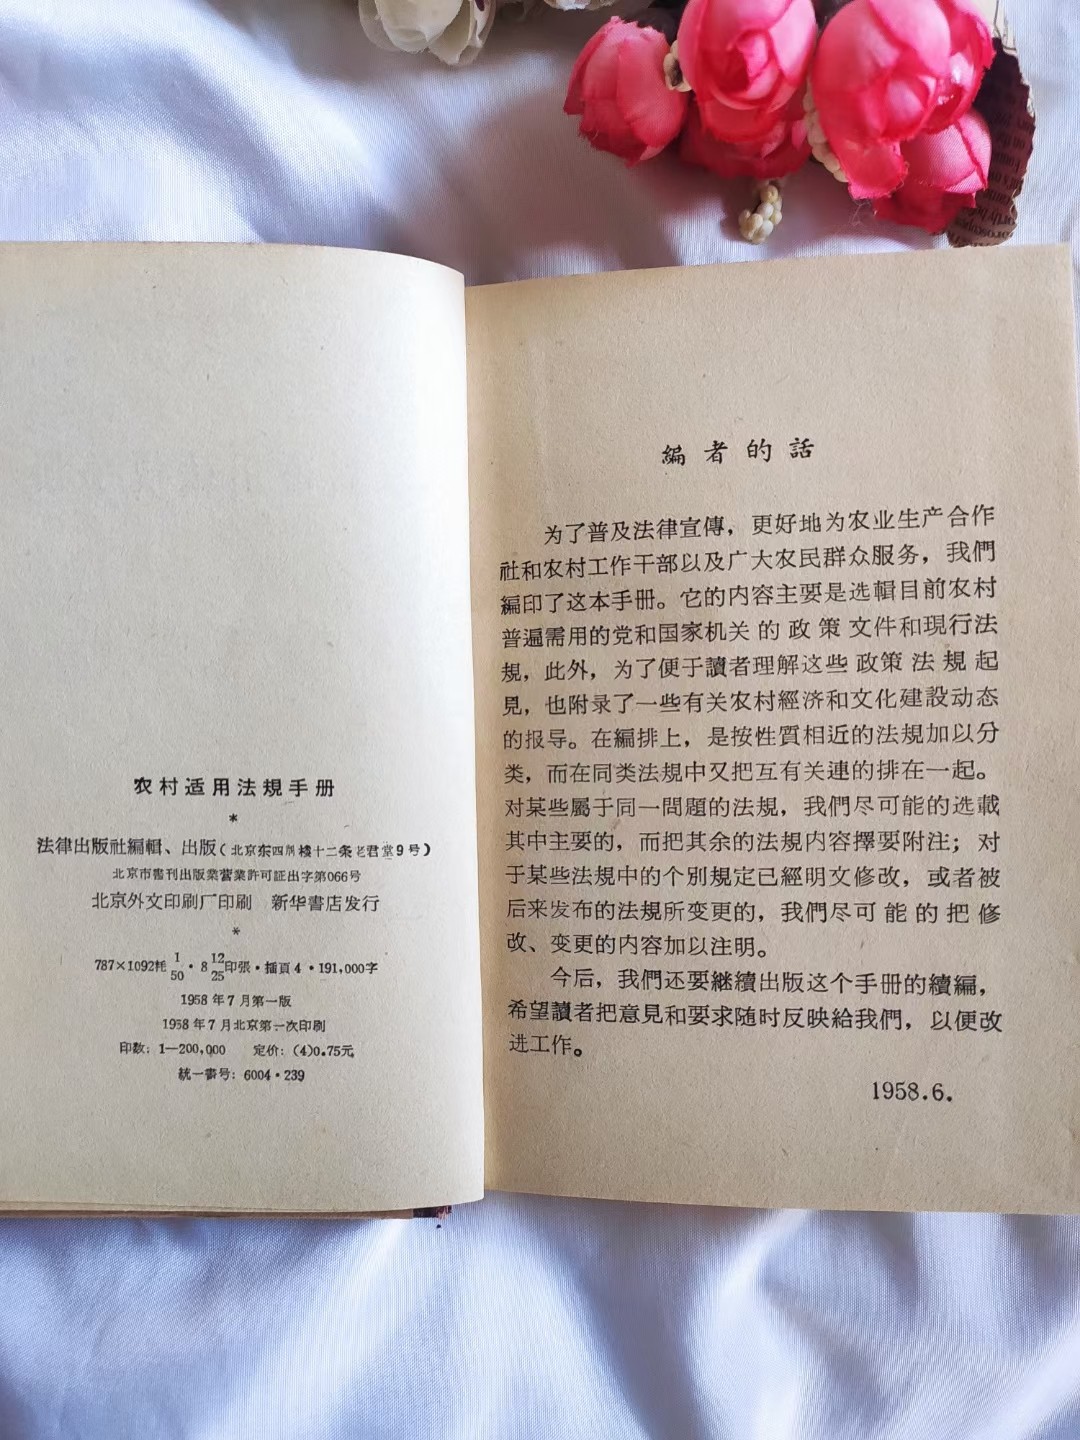 农村适用法規手册
*
法律出版社編輯、出版(北京东四牌楼十二条老君堂9号)
北京市書刊出版業營業許可証出字第066号
北京外文印刷厂印刷 新华書店发行
*
787×1092粍 1/50・8 12/25印張・插頁4・191,000字
1958年7月第一版
1958年7月北京第一次印刷
印数: 1—200,000 定价: (4)0.75元
統一書号: 6004・239
編者的話
为了普及法律宣傳，更好地为农业生产合作
社和农村工作干部以及广大农民群众服务，我們
編印了这本手册。它的内容主要是选輯目前农村
普遍需用的党和国家机关的政策文件和現行法
規，此外，为了便于讀者理解这些政策法規起
見，也附录了一些有关农村經济和文化建設动态
的报导。在編排上，是按性質相近的法規加以分
类，而在同类法規中又把互有关連的排在一起。
对某些屬于同一問題的法規，我們尽可能的选載
其中主要的，而把其余的法規内容擇要附注；对
于某些法規中的个别規定已經明文修改，或者被
后来发布的法規所变更的，我們尽可能的把修
改、变更的内容加以注明。
今后，我們还要継續出版这个手册的續編，
希望讀者把意見和要求随时反映給我們，以便改
进工作。
1958.6.